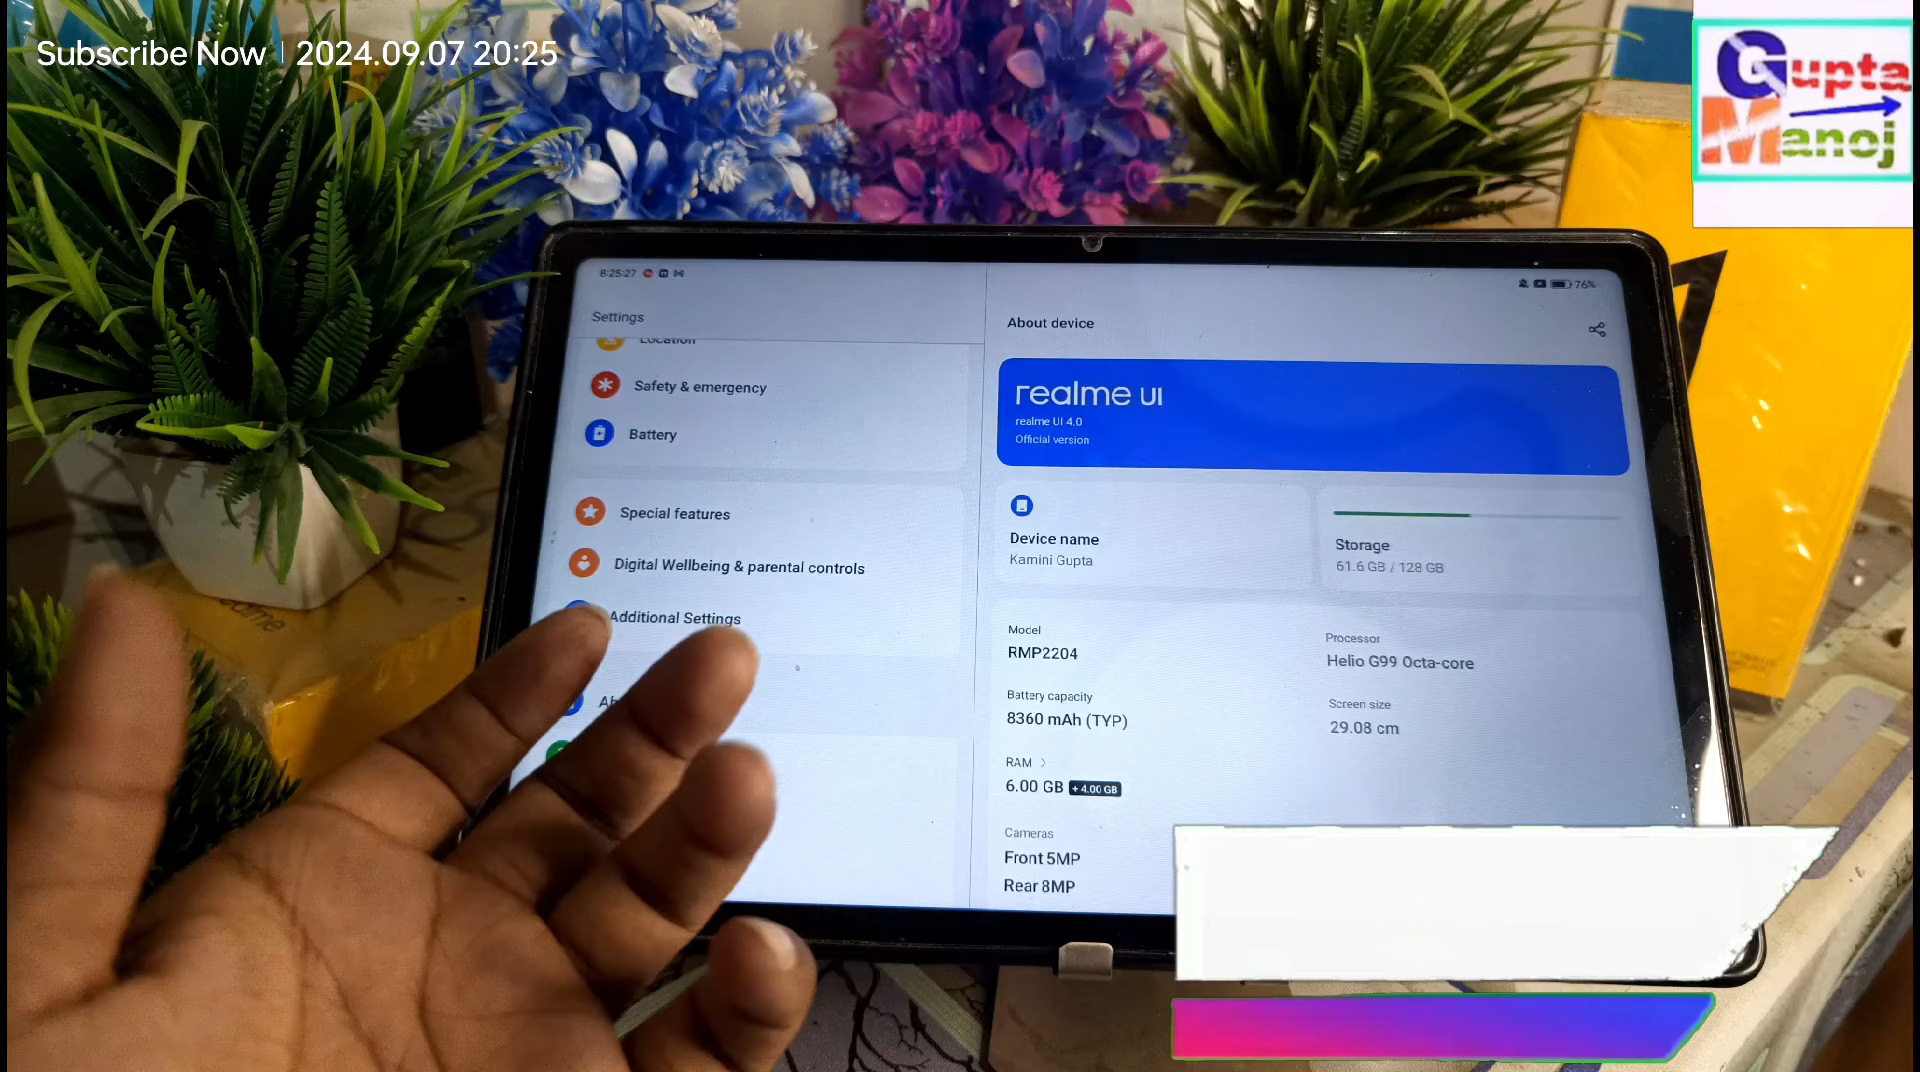 Subscribe Now | 2024.09.07 20:25
Gupta
Manoj
8:25:27
76%
Settings
Location
Safety & emergency
Battery
Special features
Digital Wellbeing & parental controls
Additional Settings
About device
realme UI
realme UI 4.0
Official version
Device name
Kamini Gupta
Storage
61.6 GB / 128 GB
Model
RMP2204
Processor
Helio G99 Octa-core
Battery capacity
8360 mAh (TYP)
Screen size
29.08 cm
RAM >
6.00 GB + 4.00 GB
Cameras
Front 5MP
Rear 8MP
realme